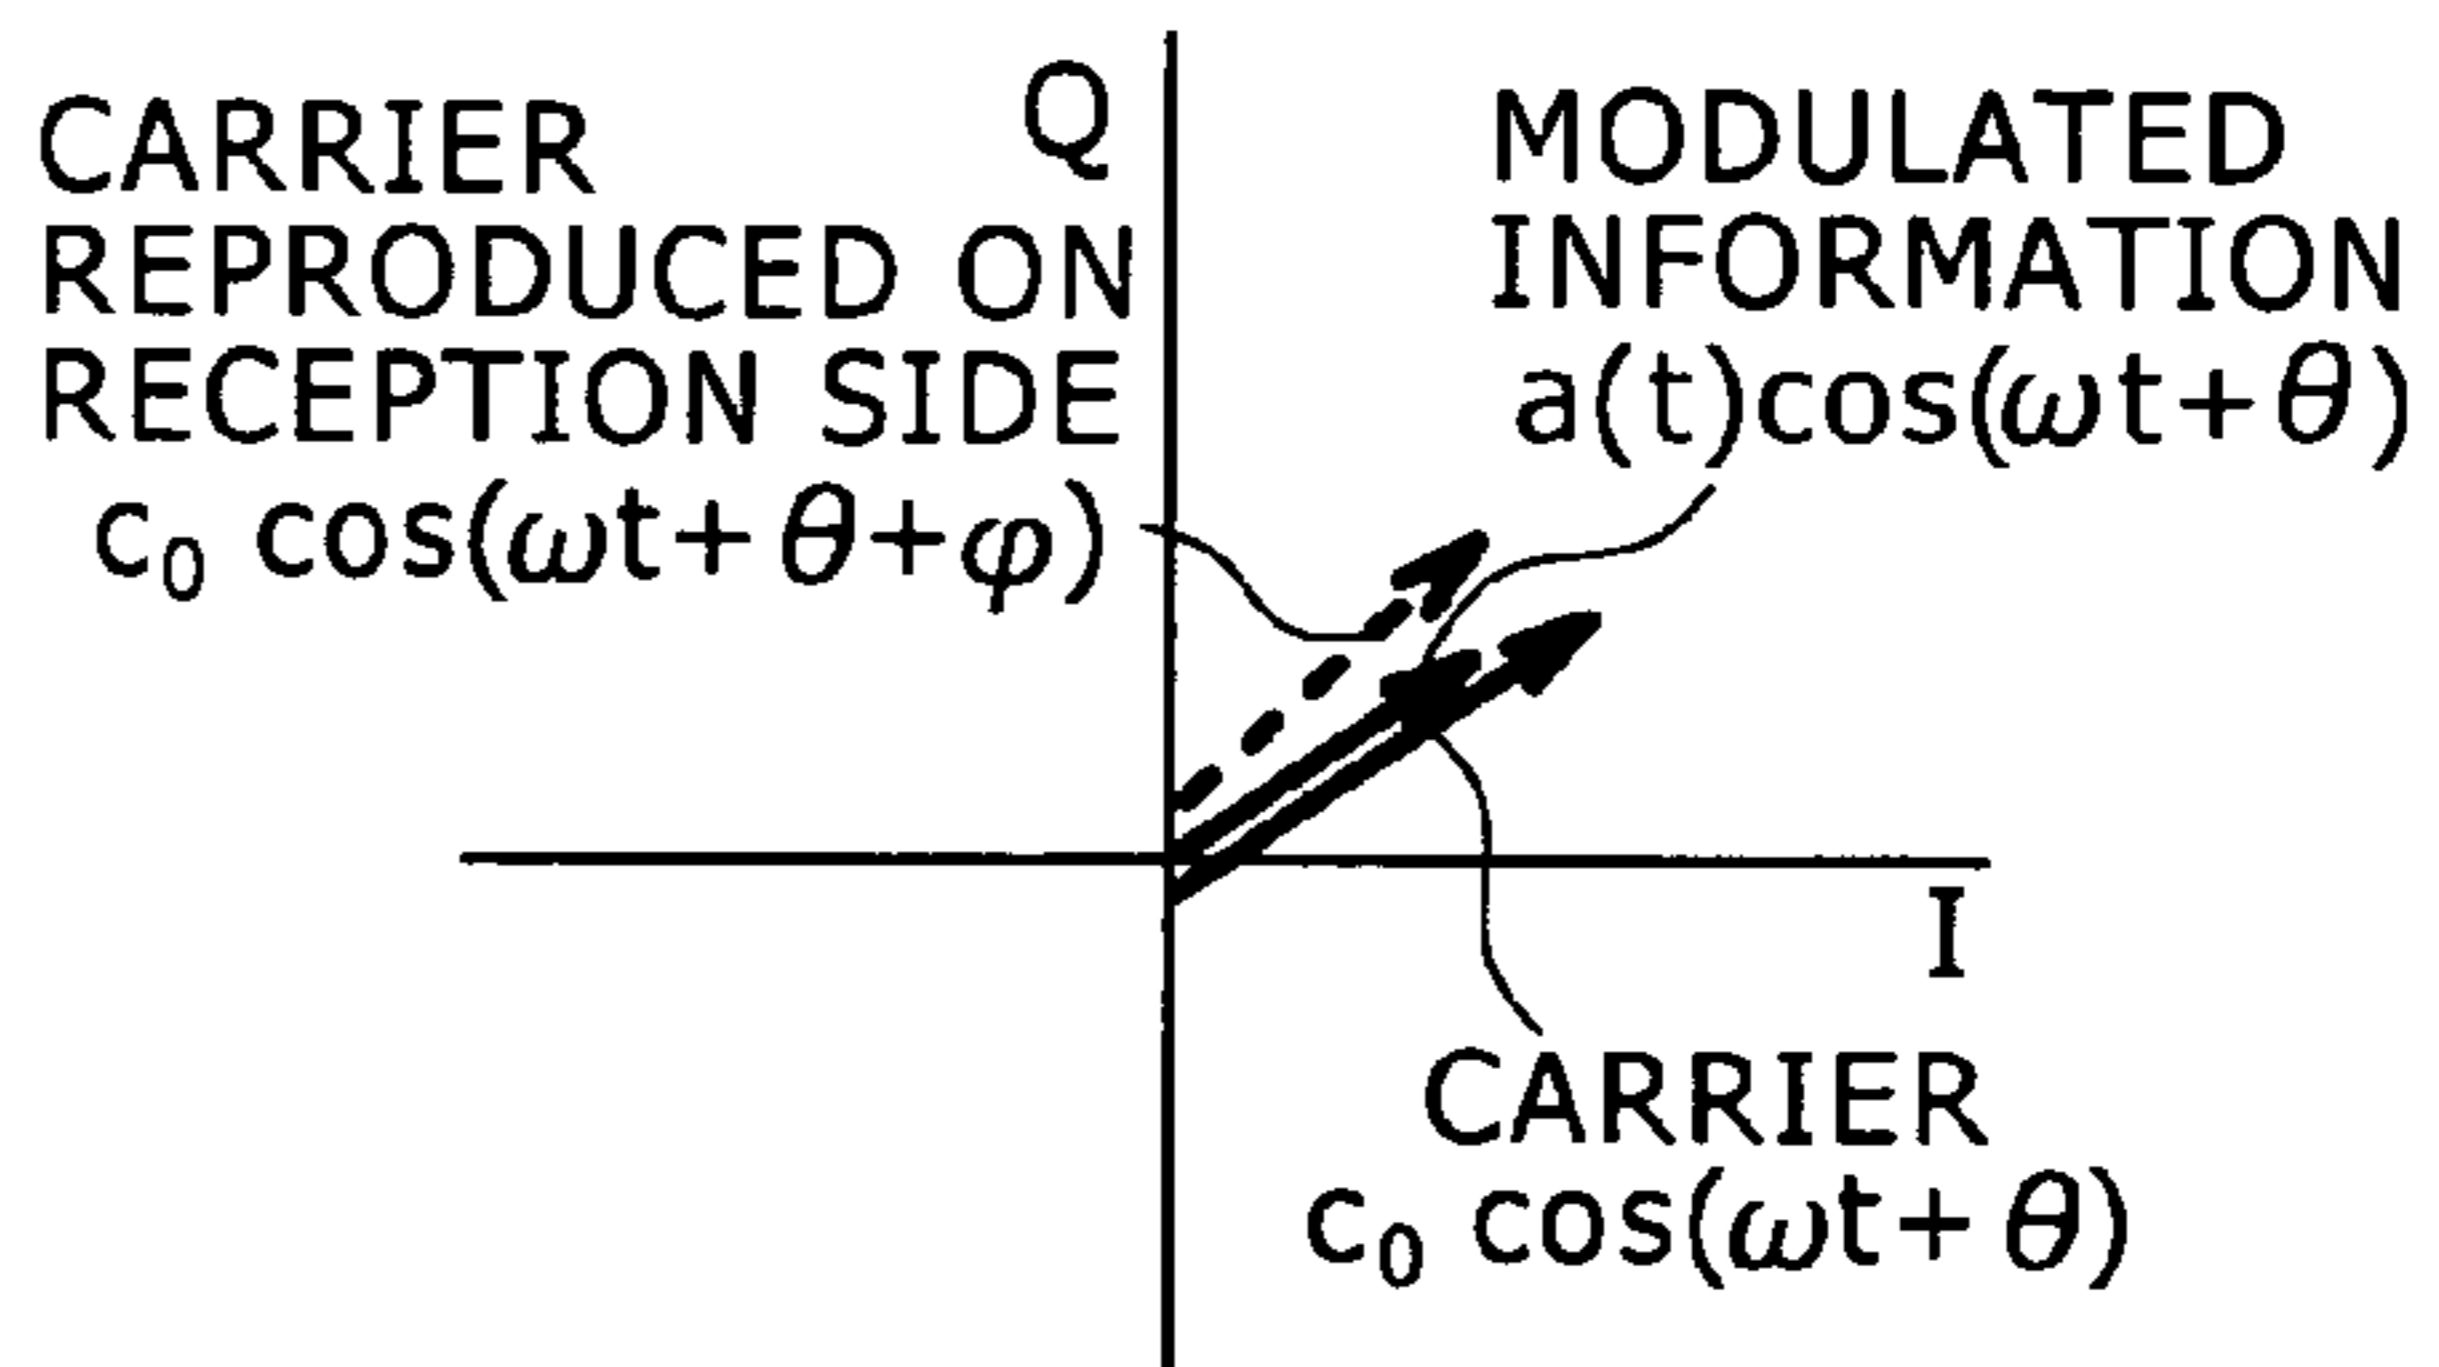 CARRIER
REPRODUCED ON
RECEPTION SIDE
c₀ cos(ωt+θ+φ)
Q
MODULATED
INFORMATION
a(t)cos(ωt+θ)
I
CARRIER
c₀ cos(ωt+θ)